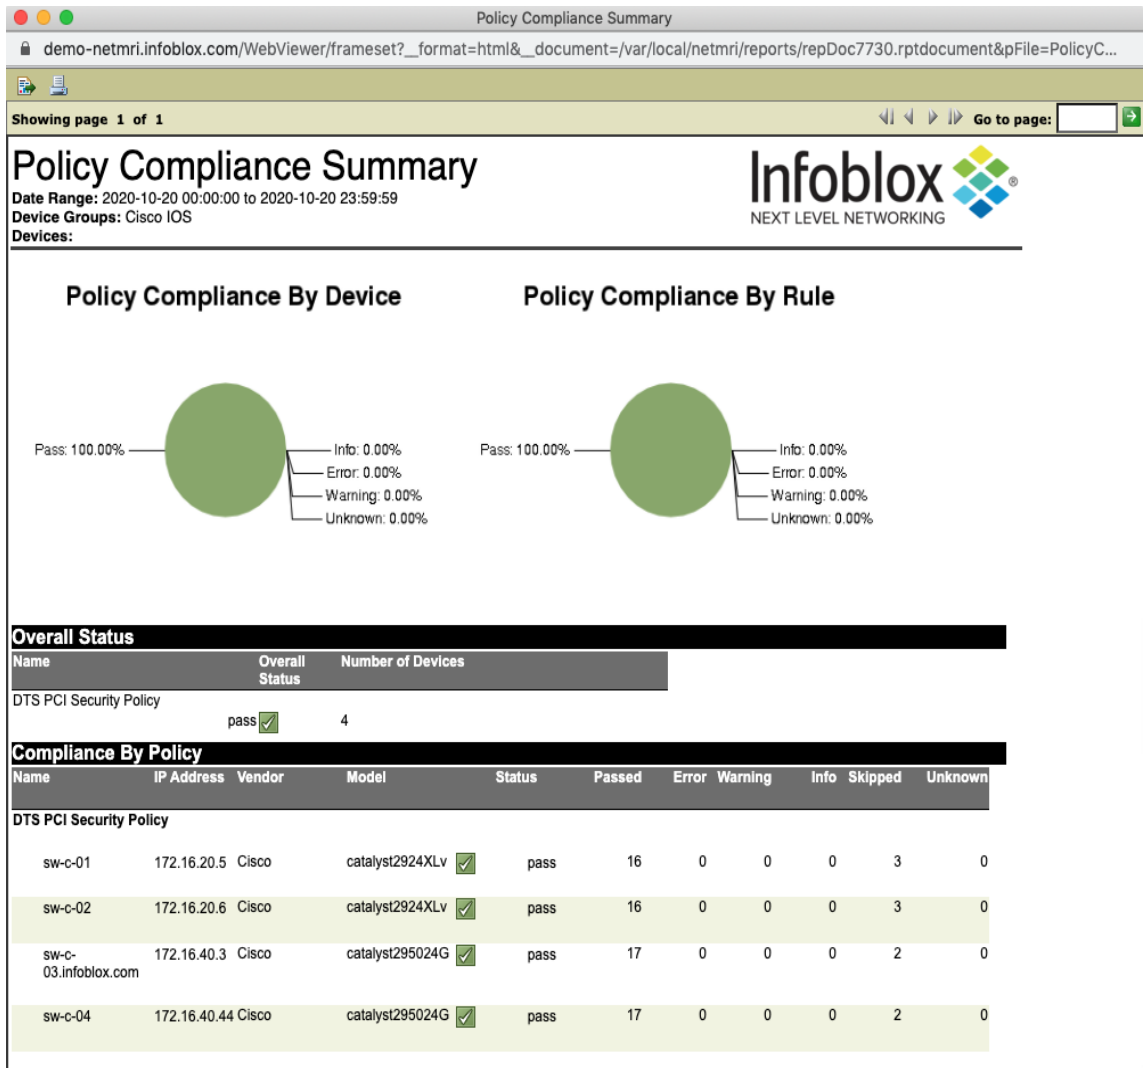 Policy Compliance Summary
demo-netmri.infoblox.com/WebViewer/frameset?__format=html&__document=/var/local/netmri/reports/repDoc7730.rptdocument&pFile=PolicyC...
Showing page 1 of 1 Go to page:
Policy Compliance Summary
Date Range: 2020-10-20 00:00:00 to 2020-10-20 23:59:59
Device Groups: Cisco IOS
Devices:
Infoblox ®
NEXT LEVEL NETWORKING
Policy Compliance By Device
Pass: 100.00%
Info: 0.00%
Error: 0.00%
Warning: 0.00%
Unknown: 0.00%
Policy Compliance By Rule
Pass: 100.00%
Info: 0.00%
Error: 0.00%
Warning: 0.00%
Unknown: 0.00%
Overall Status
Name Overall Status Number of Devices
DTS PCI Security Policy
pass 4
Compliance By Policy
Name IP Address Vendor Model Status Passed Error Warning Info Skipped Unknown
DTS PCI Security Policy
sw-c-01 172.16.20.5 Cisco catalyst2924XLv pass 16 0 0 0 3 0
sw-c-02 172.16.20.6 Cisco catalyst2924XLv pass 16 0 0 0 3 0
sw-c- 172.16.40.3 Cisco catalyst295024G pass 17 0 0 0 2 0
03.infoblox.com
sw-c-04 172.16.40.44 Cisco catalyst295024G pass 17 0 0 0 2 0